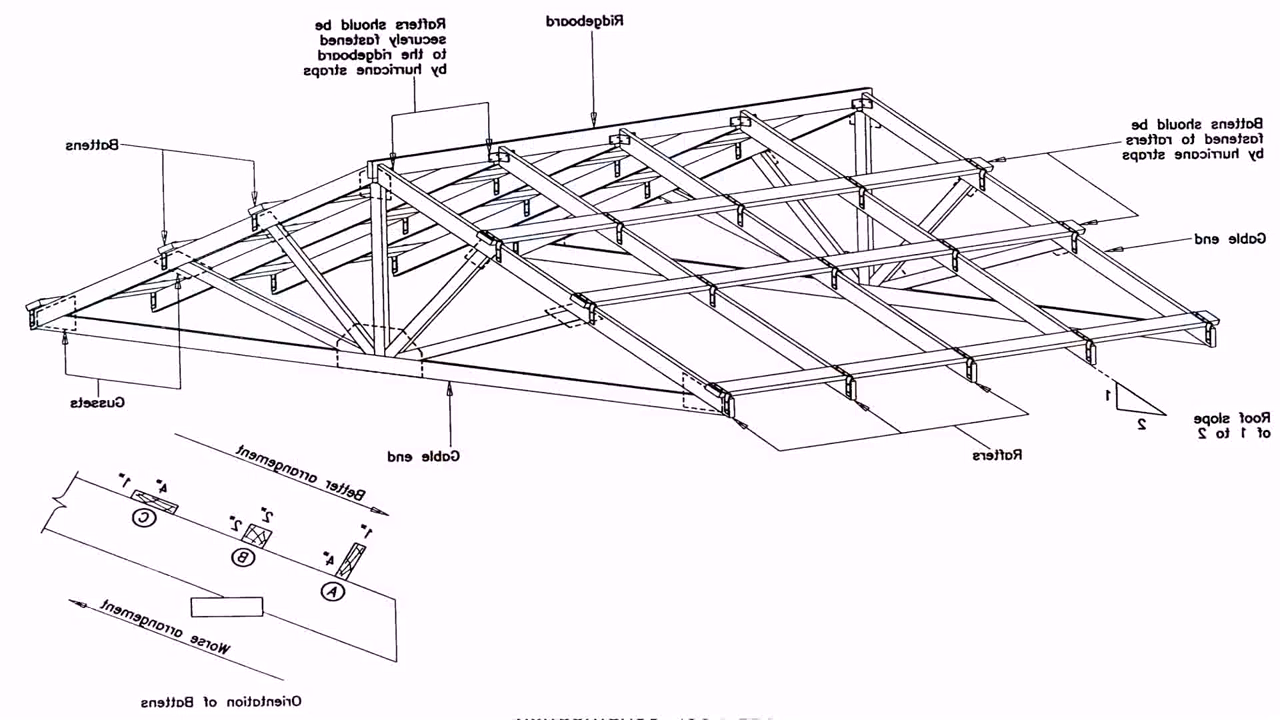 Ridgeboard
Rafters should be
securely fastened
to the ridgeboard
by hurricane straps
Battens
Battens should be
fastened to rafters
by hurricane straps
Gable end
Gussets
Gable end
Rafters
1
2
Roof slope
of 1 to 2
Better arrangement
1"
4"
C
2"
2"
B
1"
4"
A
Worse arrangement
Orientation of Battens